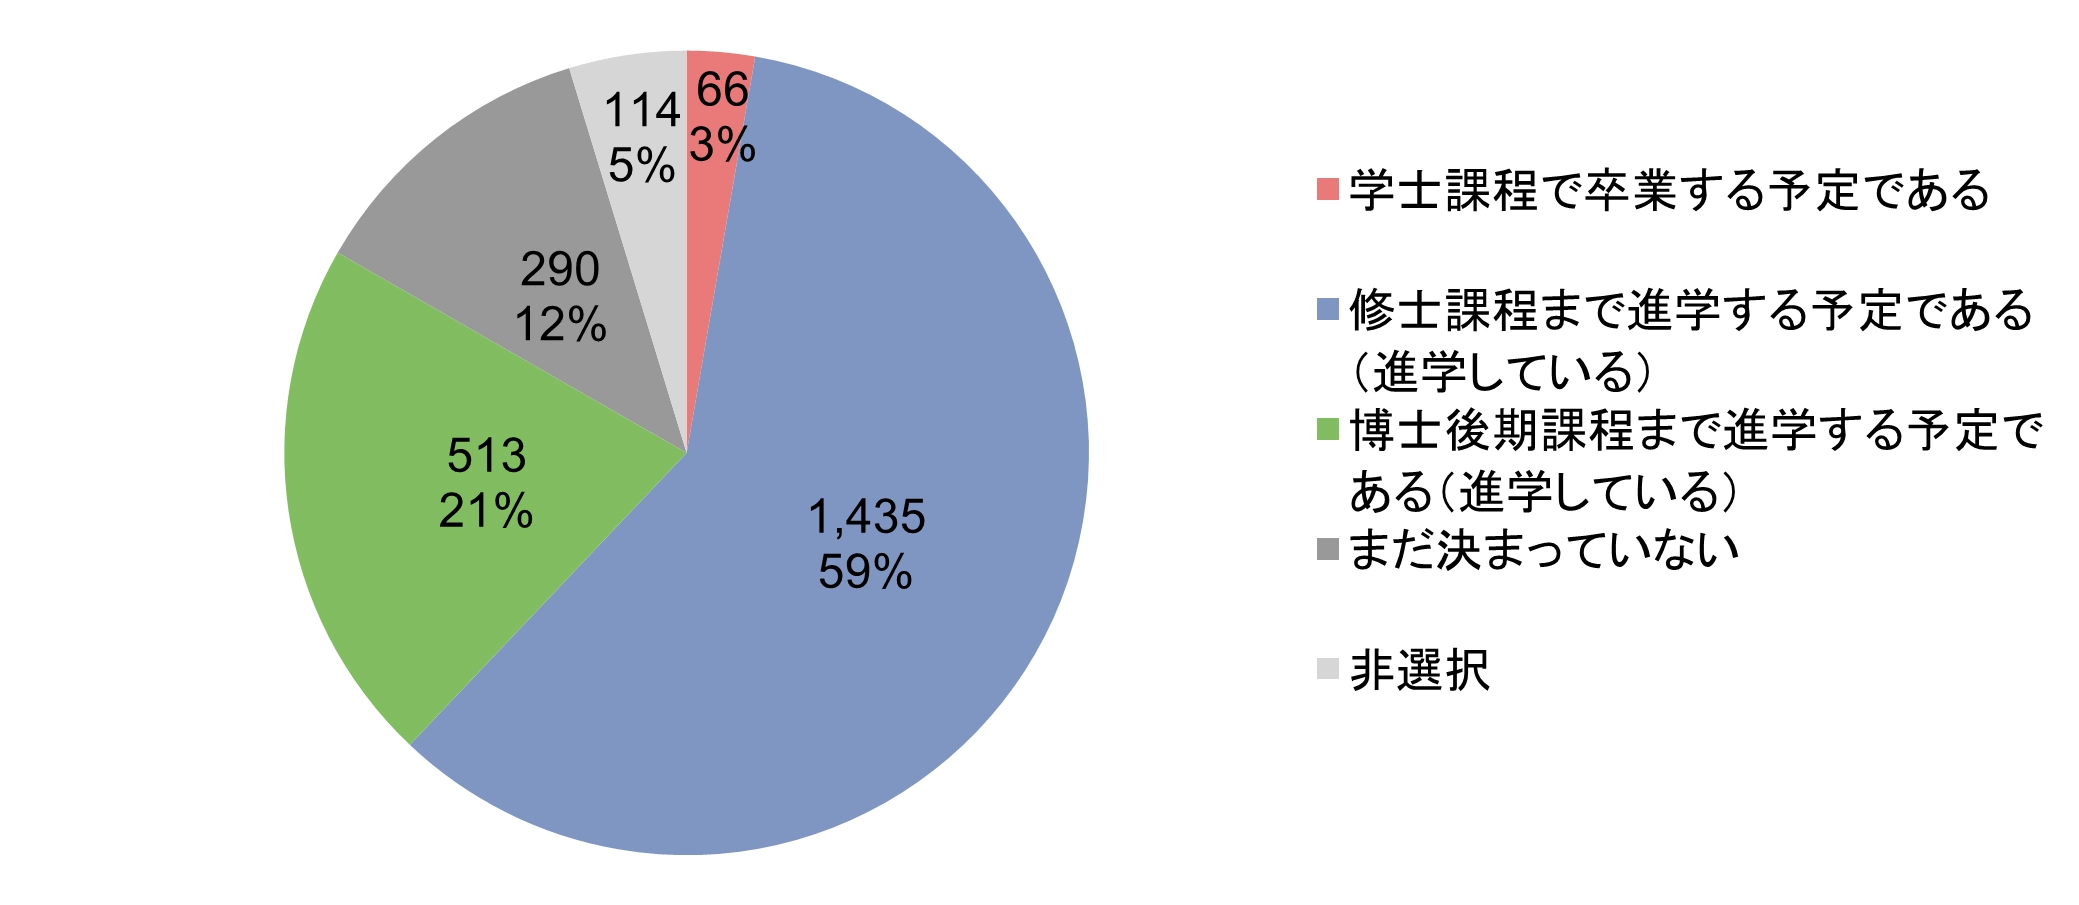 66
3%
114
5%
290
12%
513
21%
1,435
59%
学士課程で卒業する予定である
修士課程まで進学する予定である
（進学している）
博士後期課程まで進学する予定で
ある（進学している）
まだ決まっていない
非選択